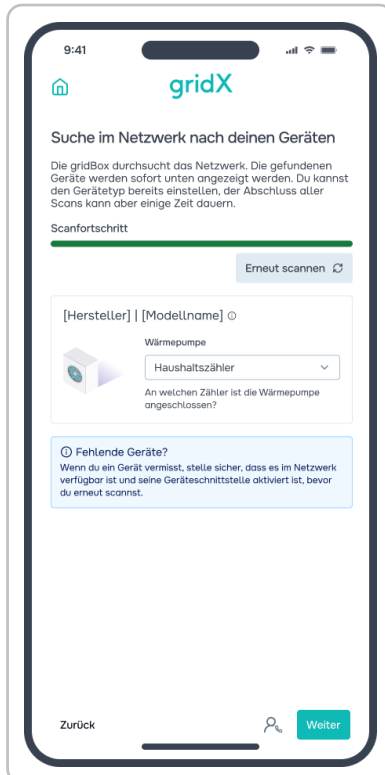 9:41
gridX
Suche im Netzwerk nach deinen Geräten
Die gridBox durchsucht das Netzwerk. Die gefundenen
Geräte werden sofort unten angezeigt werden. Du kannst
den Gerätetyp bereits einstellen, der Abschluss aller
Scans kann aber einige Zeit dauern.
Scanfortschritt
Erneut scannen
[Hersteller] | [Modellname]
Wärmepumpe
Haushaltszähler
An welchen Zähler ist die Wärmepumpe
angeschlossen?
Fehlende Geräte?
Wenn du ein Gerät vermisst, stelle sicher, dass es im Netzwerk
verfügbar ist und seine Geräteschnittstelle aktiviert ist, bevor
du erneut scannst.
Zurück
Weiter